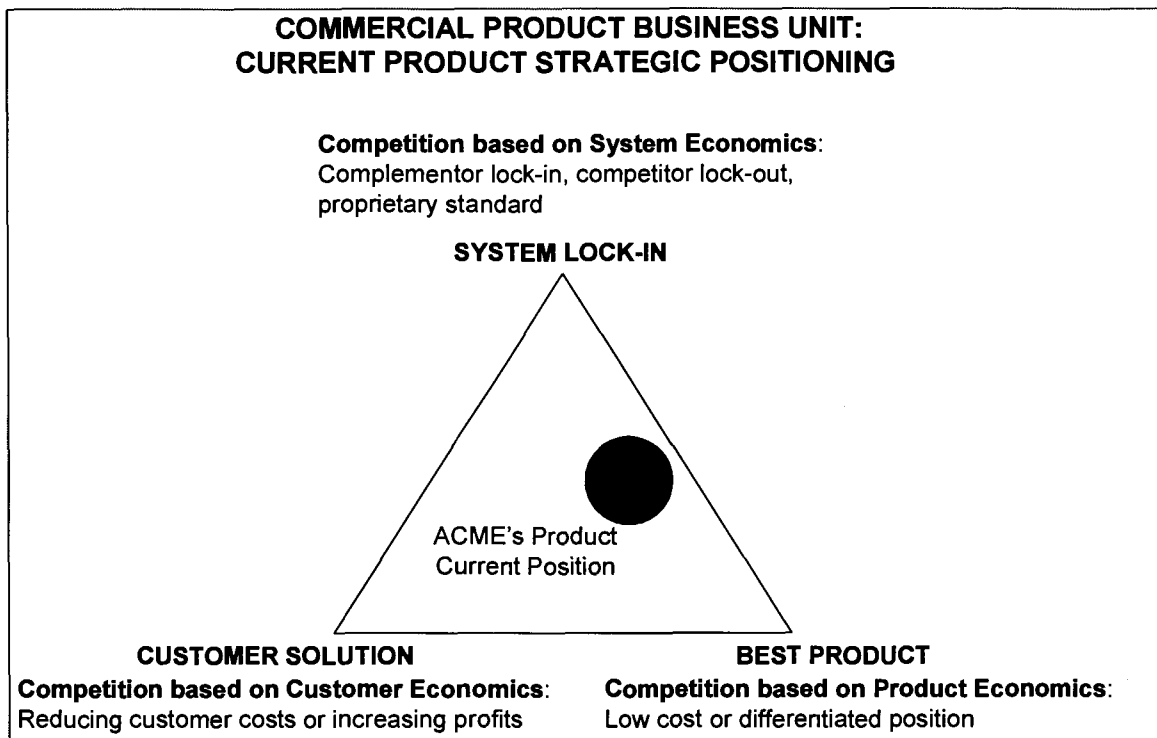 COMMERCIAL PRODUCT BUSINESS UNIT:
CURRENT PRODUCT STRATEGIC POSITIONING
Competition based on System Economics:
Complementor lock-in, competitor lock-out,
proprietary standard
SYSTEM LOCK-IN
ACME's Product
Current Position
CUSTOMER SOLUTION
Competition based on Customer Economics:
Reducing customer costs or increasing profits
BEST PRODUCT
Competition based on Product Economics:
Low cost or differentiated position